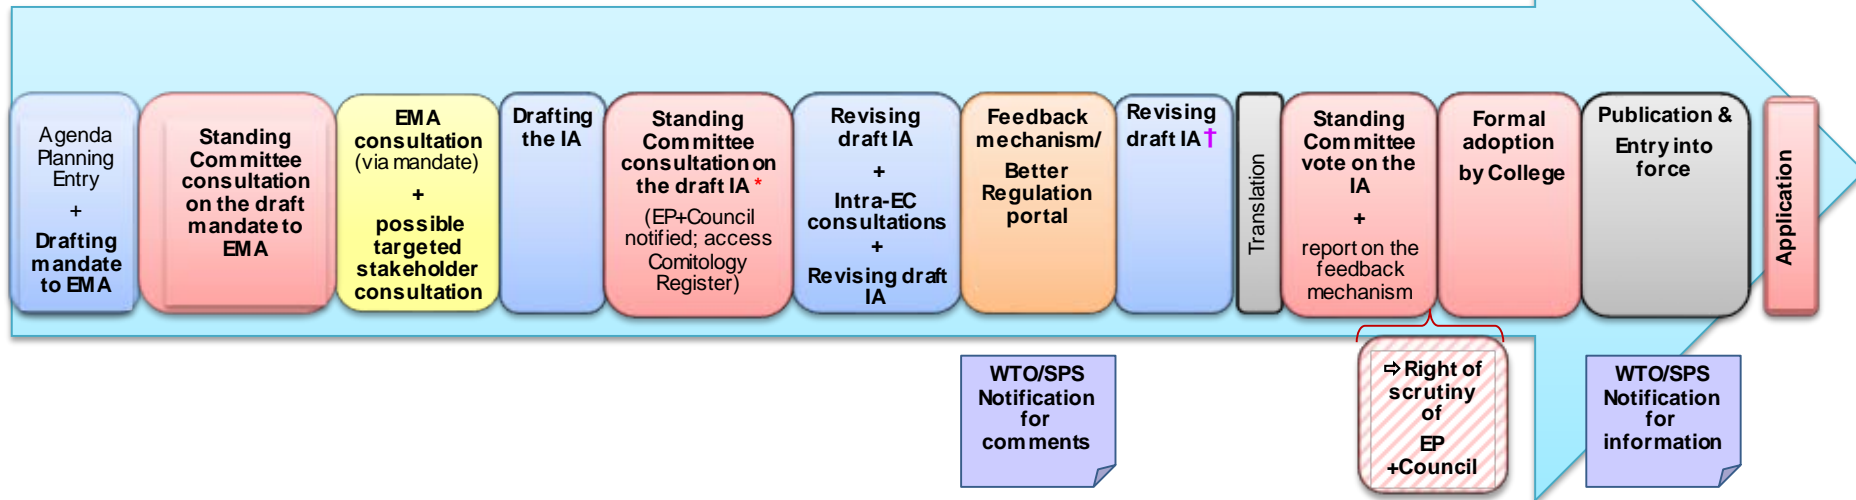 Agenda
Planning
Entry
+
Drafting
mandate
to EMA
Standing
Committee
consultation
on the draft
mandate to
EMA
EMA
consultation
(via mandate)
+
possible
targeted
stakeholder
consultation
Drafting
the IA
Standing
Committee
consultation on
the draft IA *
(EP+Council
notified; access
Comitology
Register)
Revising
draft IA
+
Intra-EC
consultations
+
Revising draft
IA
Feedback
mechanism/
Better
Regulation
portal
Revising
draft IA †
Translation
Standing
Committee
vote on the
IA
+
report on the
feedback
mechanism
Formal
adoption
by College
Publication &
Entry into
force
Application
WTO/SPS
Notification
for
comments
⇨ Right of
scrutiny
of
EP
+Council
WTO/SPS
Notification
for
information